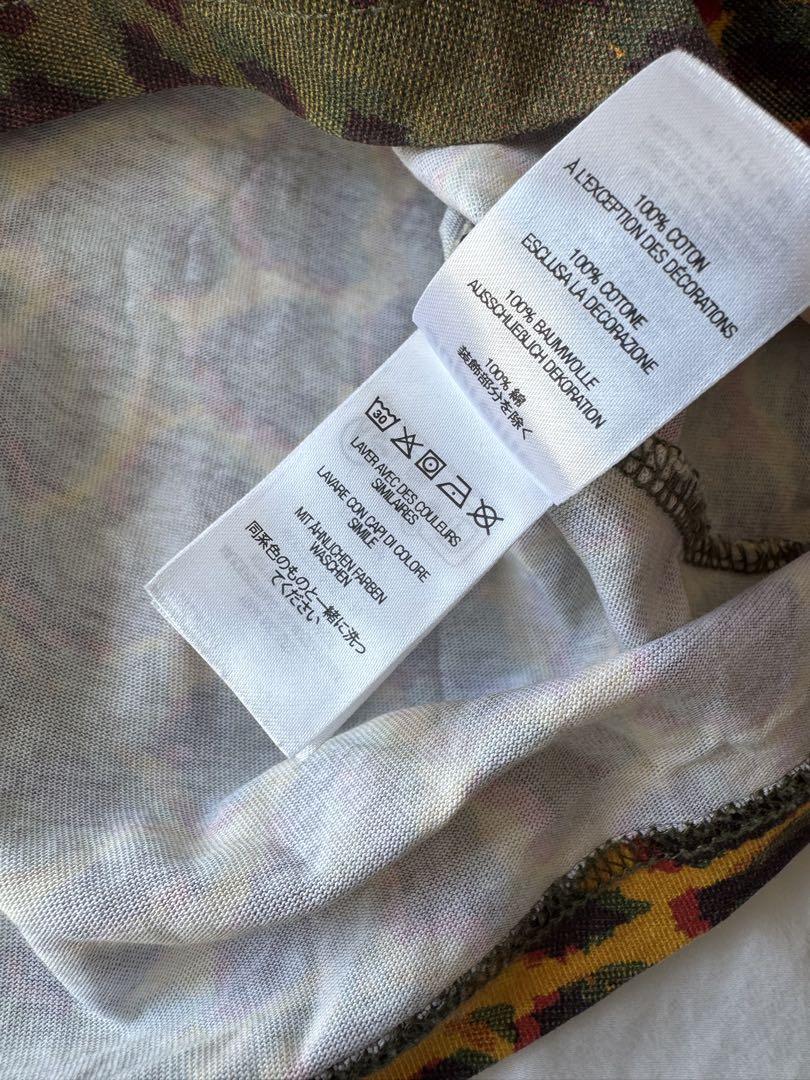 100% COTON
À L'EXCEPTION DES DÉCORATIONS
100% COTONE
ESCLUSA LA DECORAZIONE
100% BAUMWOLLE
AUSSCHLIEBLICH DEKORATION
100% 綿
装飾部分を除く
30
LAVER AVEC DES COULEURS
SIMILAIRES
LAVARE CON CAPI DI COLORE
SIMILE
MIT ÄHNLICHEN FARBEN
WASCHEN
同系色のものと一緒に洗っ
てください